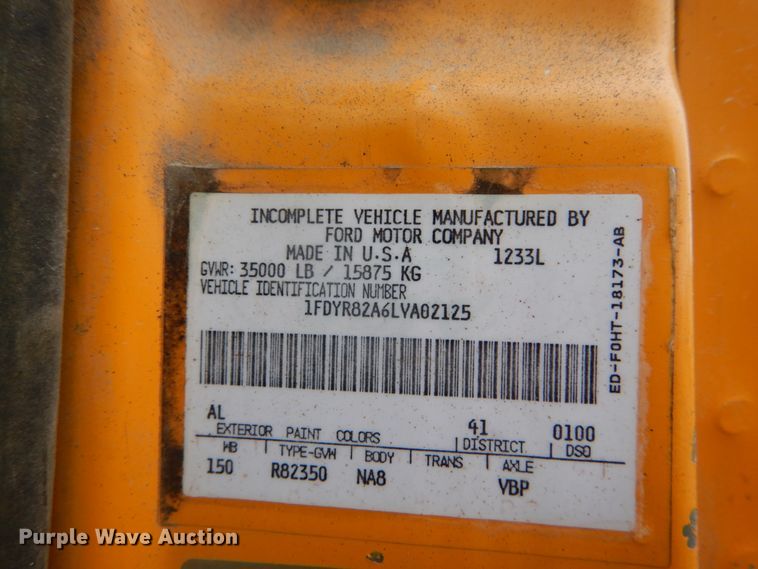 INCOMPLETE VEHICLE MANUFACTURED BY
FORD MOTOR COMPANY
MADE IN U.S.A 1233L
GVWR: 35000 LB / 15875 KG
VEHICLE IDENTIFICATION NUMBER
1FDYR82A6LVA02125
ED-F0HT-18173-AB
AL 41 0100
EXTERIOR PAINT COLORS DISTRICT DSO
WB TYPE-GVW BODY TRANS AXLE
150 R82350 NA8 VBP
Purple Wave Auction